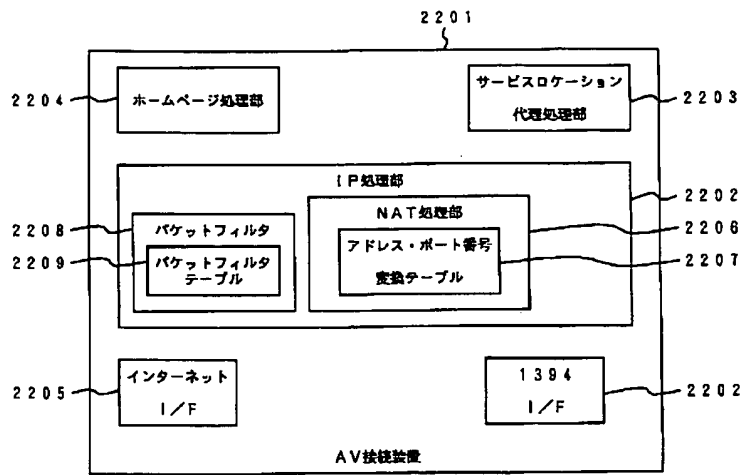 2201
2204
ホームページ処理部
サービスロケーション
代理処理部
2203
IP処理部
2202
NAT処理部
2208
パケットフィルタ
2206
2209
パケットフィルタ
テーブル
アドレス・ポート番号
変換テーブル
2207
2205
インターネット
I/F
1394
I/F
2202
AV接続装置